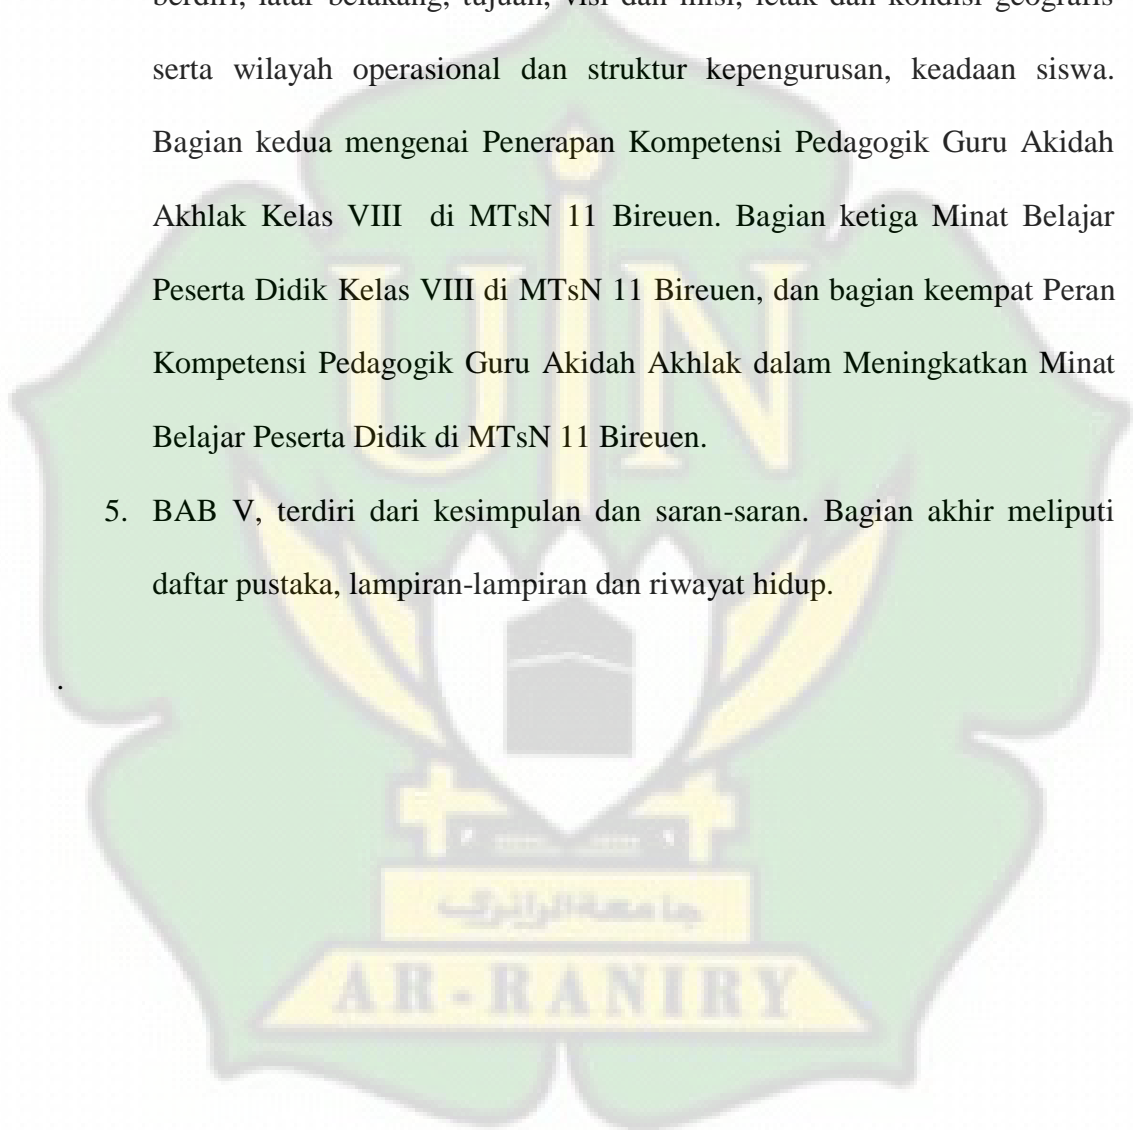 berdiri, latar belakang, tujuan, visi dan misi, letak dan kondisi geografis
serta wilayah operasional dan struktur kepengurusan, keadaan siswa.
Bagian kedua mengenai Penerapan Kompetensi Pedagogik Guru Akidah
Akhlak Kelas VIII di MTsN 11 Bireuen. Bagian ketiga Minat Belajar
Peserta Didik Kelas VIII di MTsN 11 Bireuen, dan bagian keempat Peran
Kompetensi Pedagogik Guru Akidah Akhlak dalam Meningkatkan Minat
Belajar Peserta Didik di MTsN 11 Bireuen.
5. BAB V, terdiri dari kesimpulan dan saran-saran. Bagian akhir meliputi
daftar pustaka, lampiran-lampiran dan riwayat hidup.
.
UIN
جامعة الرانيري
AR-RANIRY